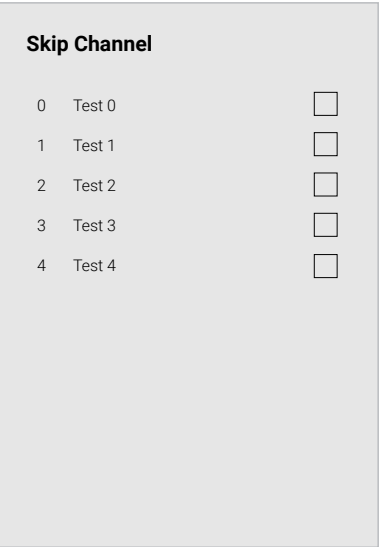 Skip Channel
0 Test 0
1 Test 1
2 Test 2
3 Test 3
4 Test 4